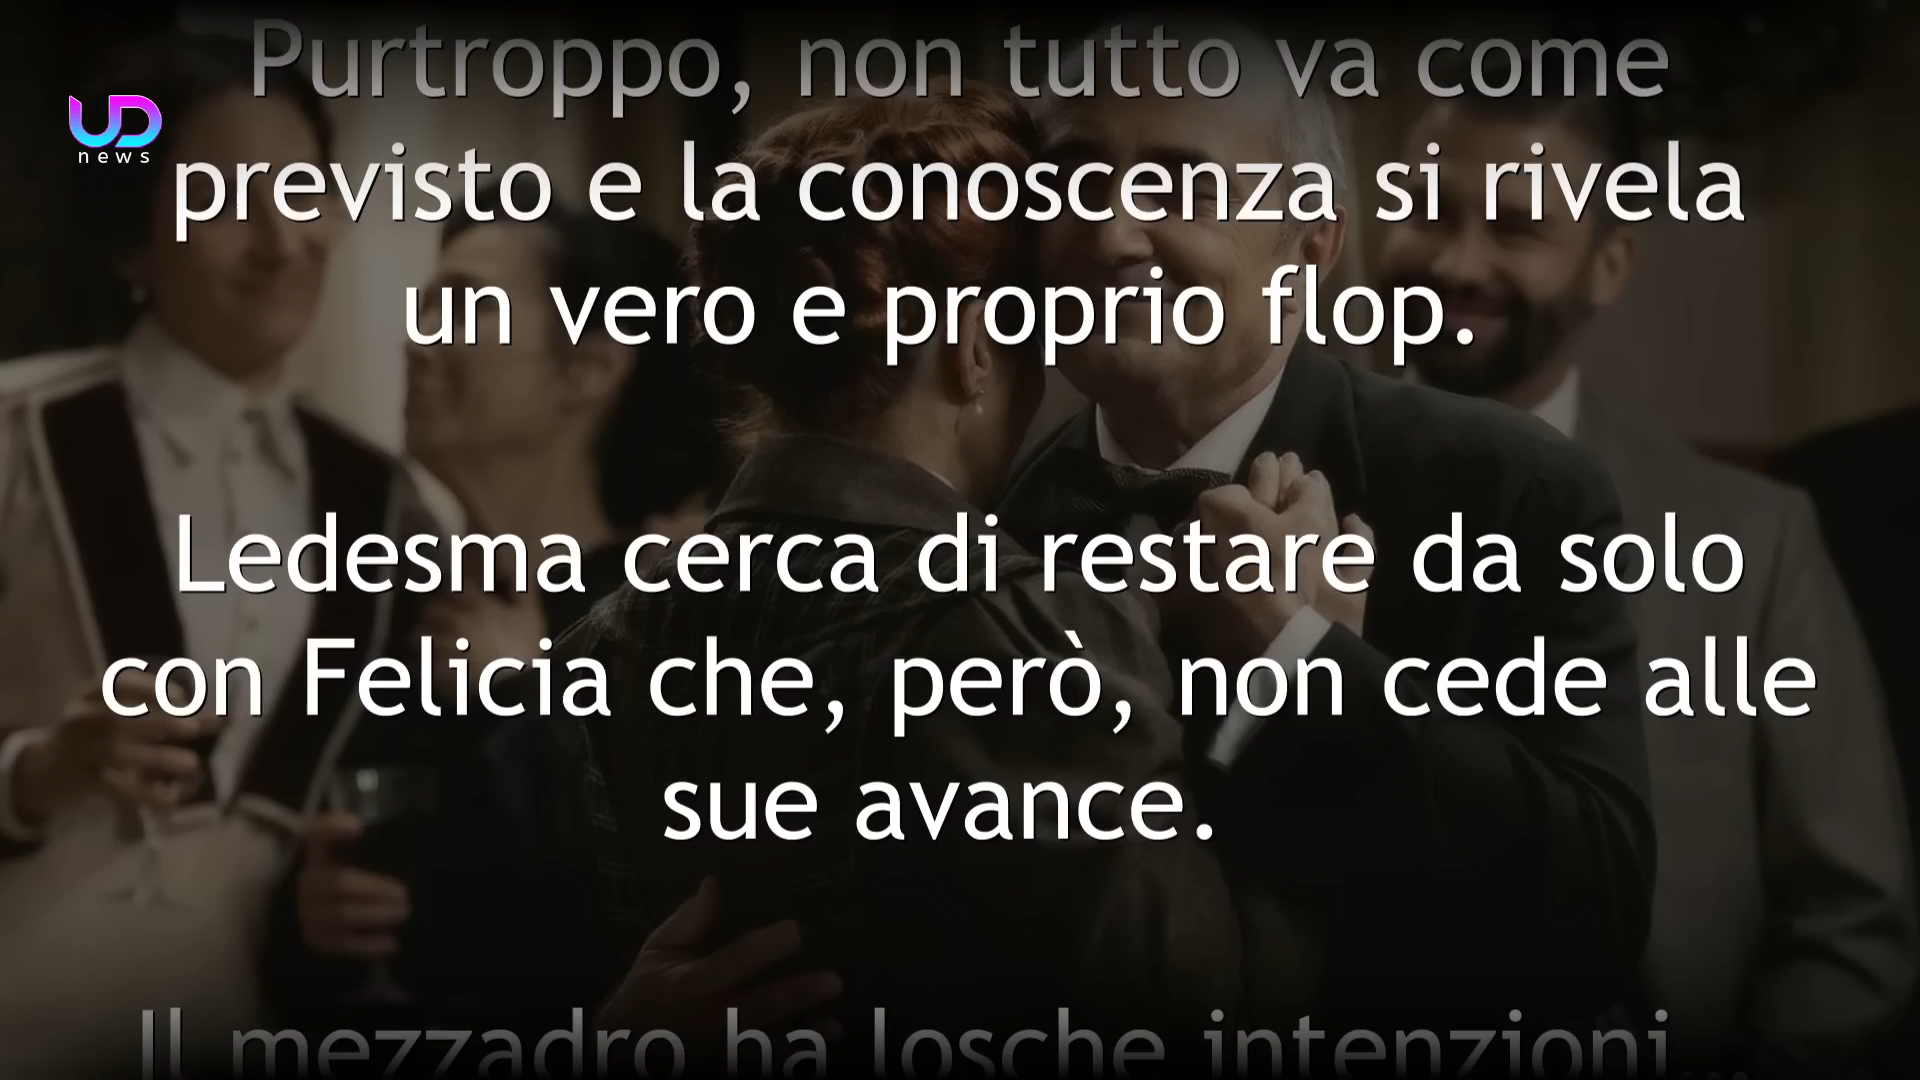 Purtroppo, non tutto va come
UD
news
previsto e la conoscenza si rivela
un vero e proprio flop.
Ledesma cerca di restare da solo
con Felicia che, però, non cede alle
sue avance.
Il mezzadro ha losche intenzioni...